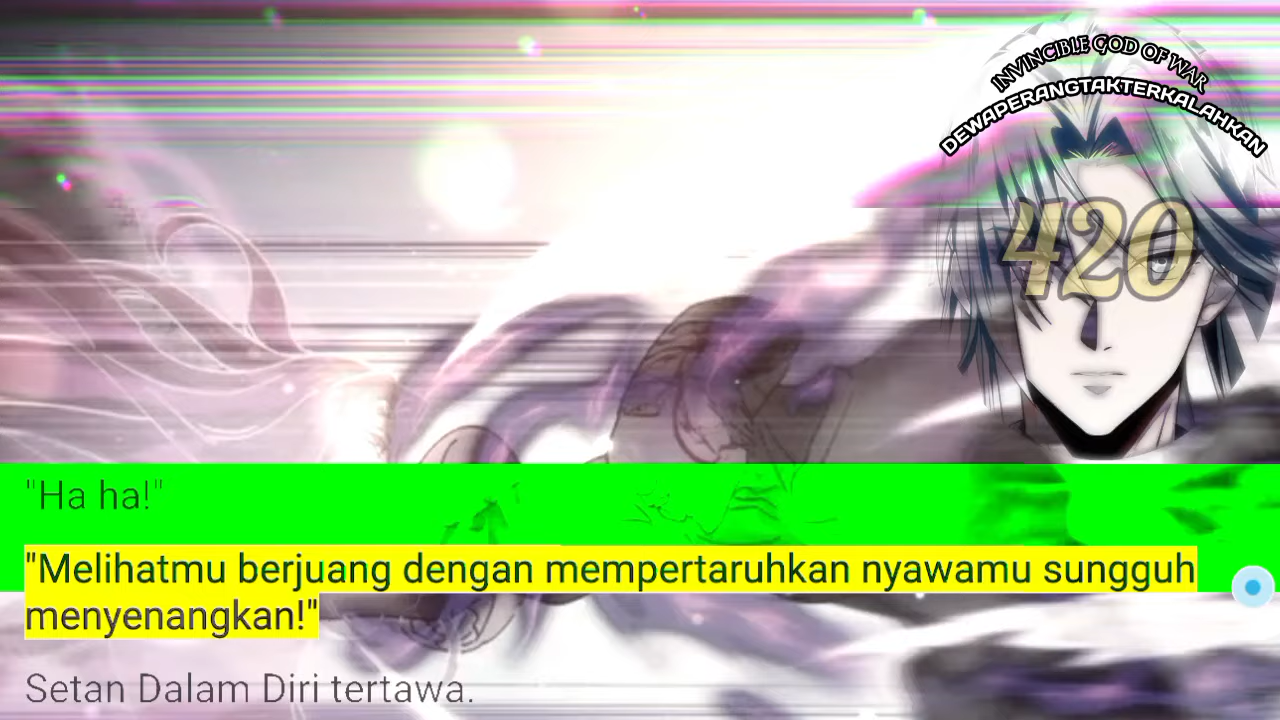 INVINCIBLE GOD OF WAR
DEWAPERANGTAKTERKALAHKAN
420
"Ha ha!"
"Melihatmu berjuang dengan mempertaruhkan nyawamu sungguh
menyenangkan!"
Setan Dalam Diri tertawa.